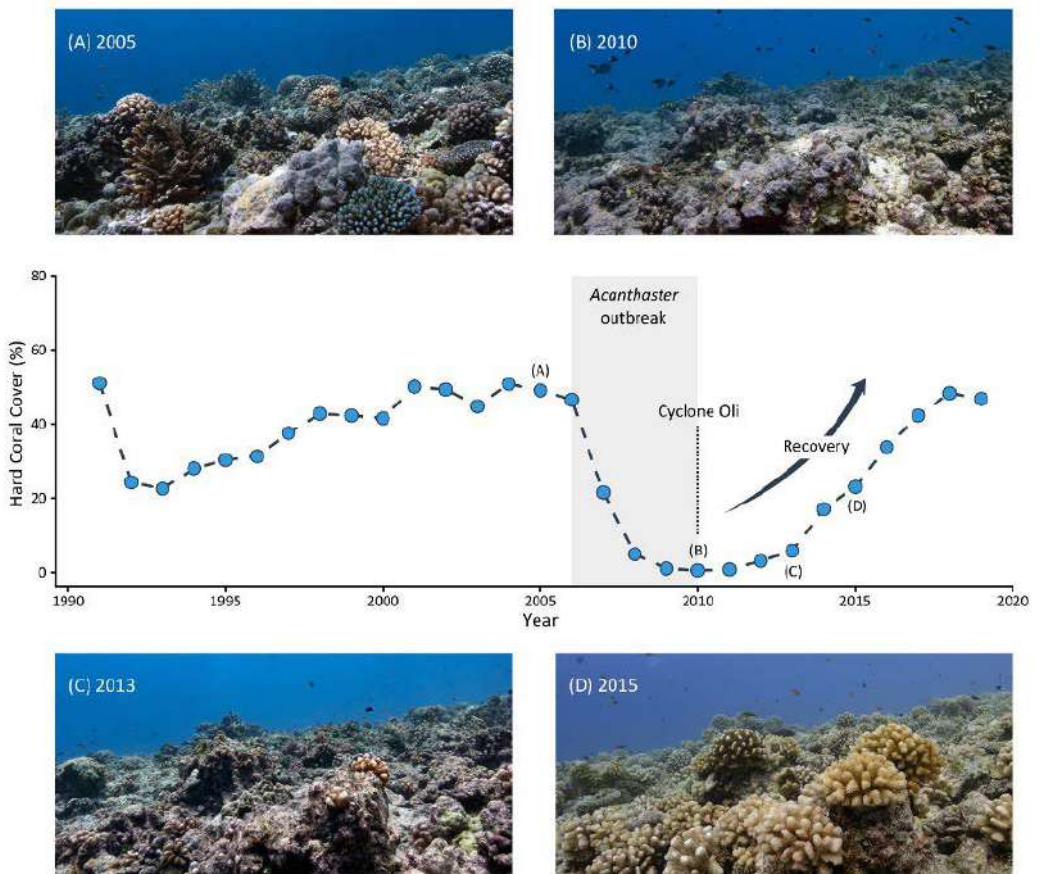 (A) 2005
(B) 2010
80
60
40
20
0
Hard Coral Cover (%)
Acanthaster
outbreak
(A)
Cyclone Oli
Recovery
(B)
(C)
(D)
1990
1995
2000
2005
2010
2015
2020
Year
(C) 2013
(D) 2015